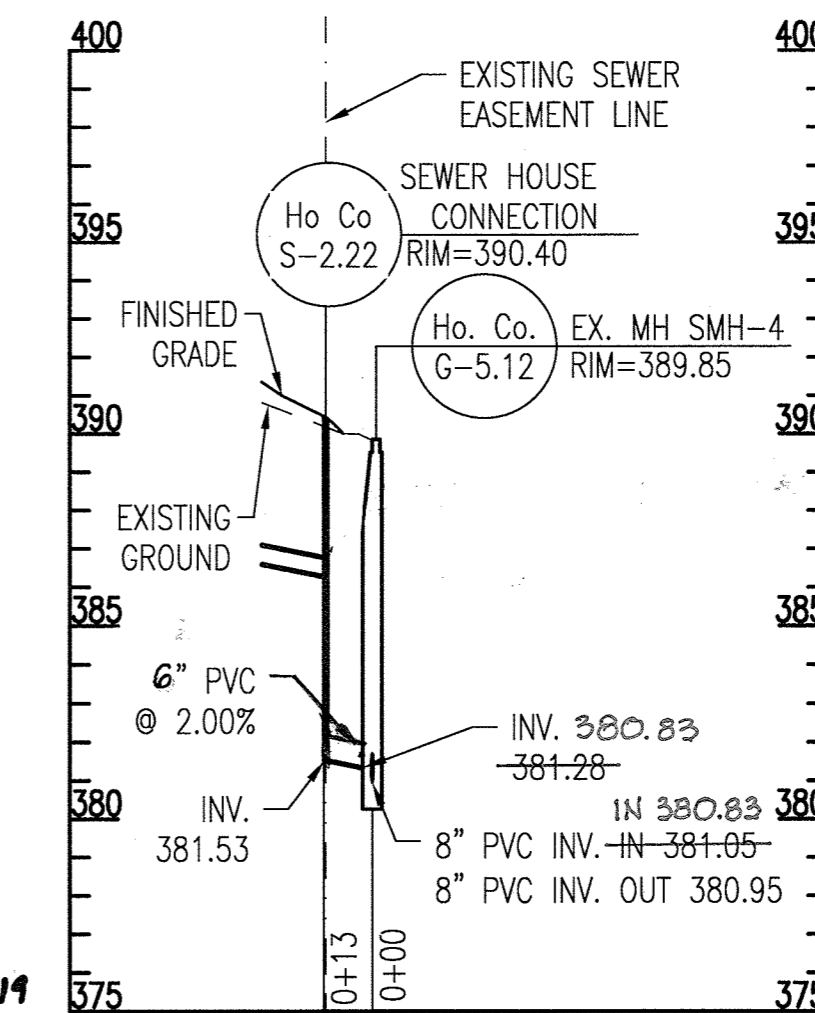 400
400
EXISTING SEWER
EASEMENT LINE
SEWER HOUSE
CONNECTION
Ho Co
S-2.22
RIM=390.40
395
395
FINISHED
GRADE
Ho. Co.
G-5.12
EX. MH SMH-4
RIM=389.85
390
390
EXISTING
GROUND
385
385
6" PVC
@ 2.00%
INV. 380.83
381.28
INV.
381.53
IN 380.83
380
380
8" PVC INV. IN 381.05
8" PVC INV. OUT 380.95
0+13
0+00
19
375
375